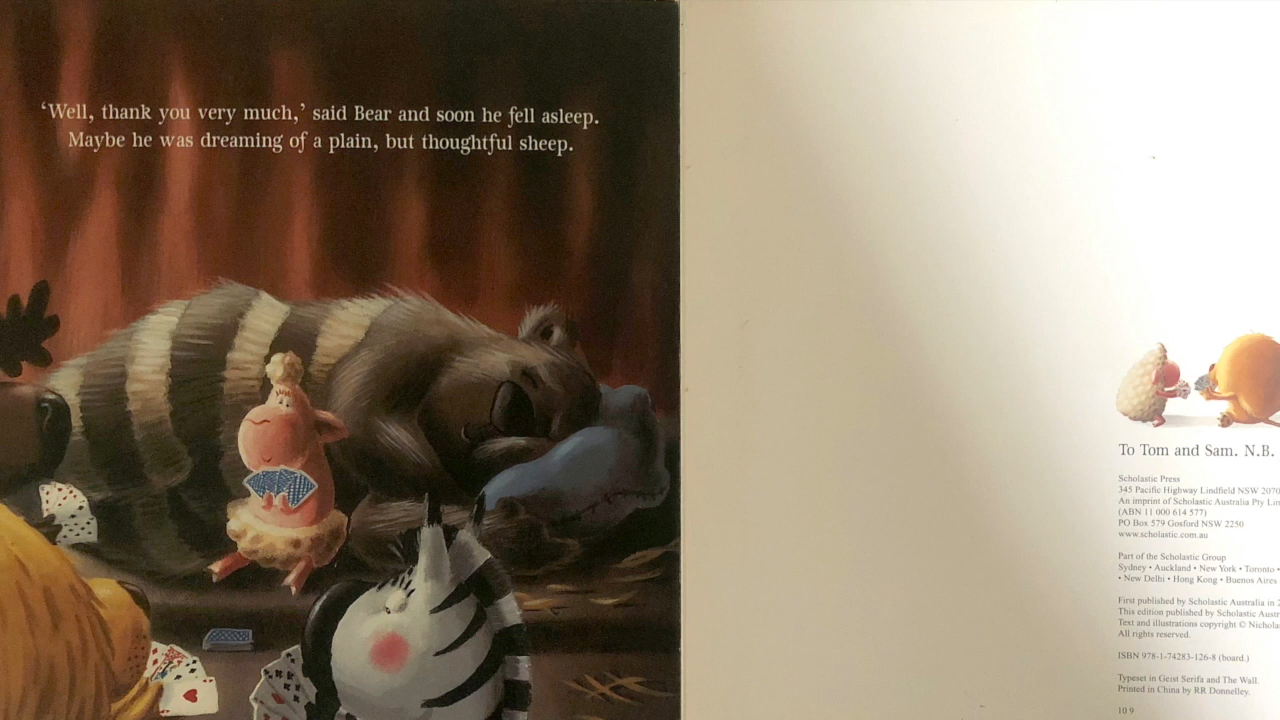 ‘Well, thank you very much,’ said Bear and soon he fell asleep.
Maybe he was dreaming of a plain, but thoughtful sheep.
To Tom and Sam. N.B.
Scholastic Press
345 Pacific Highway Lindfield NSW 2070
An imprint of Scholastic Australia Pty
(ABN 11 000 614 577)
PO Box 579 Gosford NSW 2250
www.scholastic.com.au
Part of the Scholastic Group
Sydney • Auckland • New York • Toronto •
• New Delhi • Hong Kong • Buenos Aires
First published by Scholastic Australia in
This edition published by Scholastic
Text and illustrations copyright ©
All rights reserved.
ISBN 978-1-74283-126-8 (board.)
Typeset in Geist Serifa and The Wall.
Printed in China by RR Donnelley.
10 9